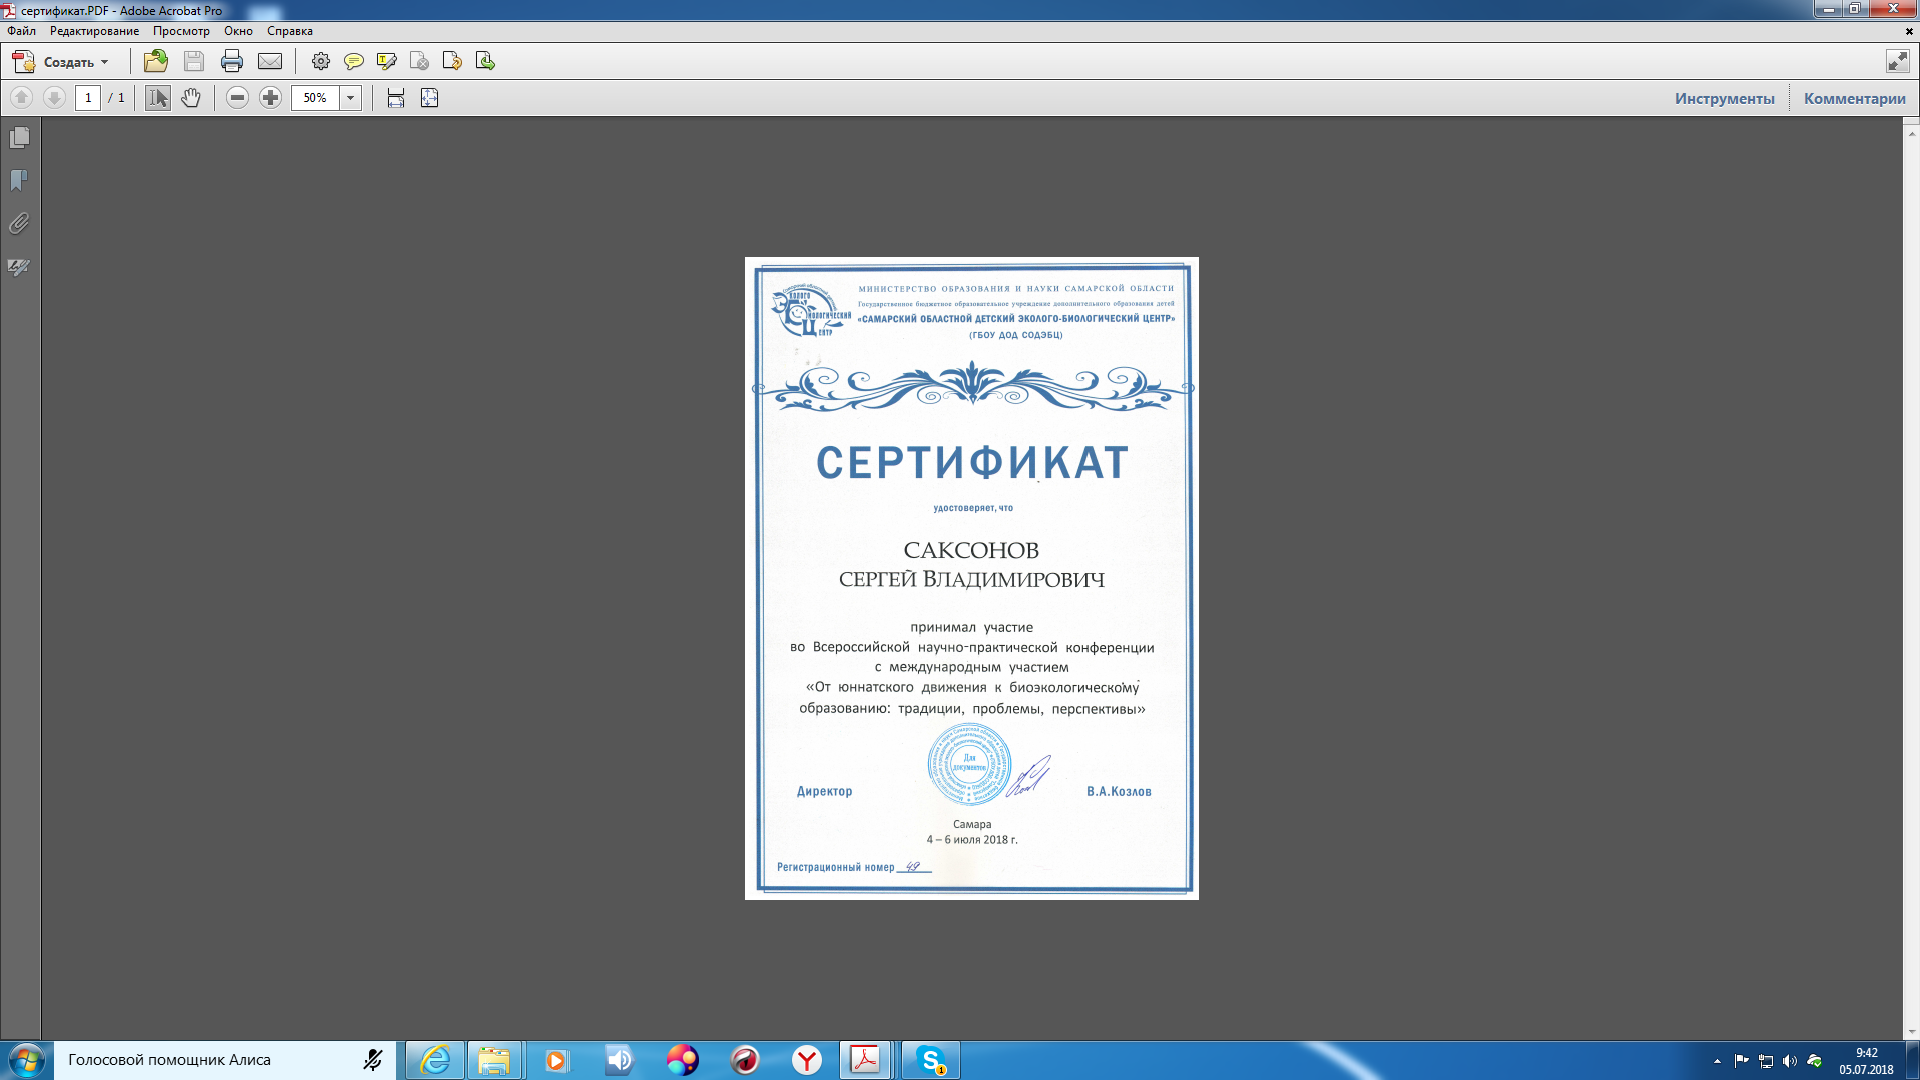 сертификат.PDF - Adobe Acrobat Pro
Файл Редактирование Просмотр Окно Справка
Создать
1 / 1 50% Инструменты Комментарии
МИНИСТЕРСТВО ОБРАЗОВАНИЯ И НАУКИ САМАРСКОЙ ОБЛАСТИ
Государственное бюджетное образовательное учреждение дополнительного образования детей
«САМАРСКИЙ ОБЛАСТНОЙ ДЕТСКИЙ ЭКОЛОГО-БИОЛОГИЧЕСКИЙ ЦЕНТР»
(ГБОУ ДОД СОДЭБЦ)
СЕРТИФИКАТ
удостоверяет, что
САКСОНОВ
СЕРГЕЙ ВЛАДИМИРОВИЧ
принимал участие
во Всероссийской научно-практической конференции
с международным участием
«От юннатского движения к биоэкологическому
образованию: традиции, проблемы, перспективы»
Для
документов
Директор В.А.Козлов
Самара
4 – 6 июля 2018 г.
Регистрационный номер 49
Голосовой помощник Алиса
9:42
05.07.2018